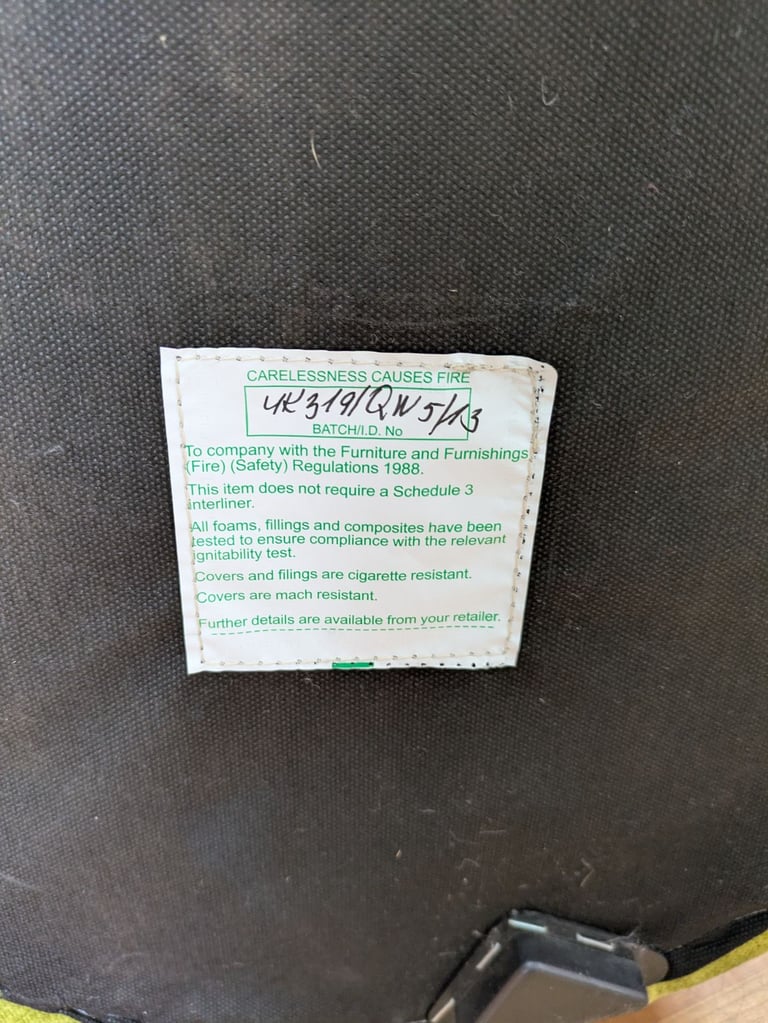 CARELESSNESS CAUSES FIRE
4K319/QW5/13
BATCH/I.D. No
To company with the Furniture and Furnishings
(Fire) (Safety) Regulations 1988.
This item does not require a Schedule 3
interliner.
All foams, fillings and composites have been
tested to ensure compliance with the relevant
ignitability test.
Covers and filings are cigarette resistant.
Covers are mach resistant.
Further details are available from your retailer.